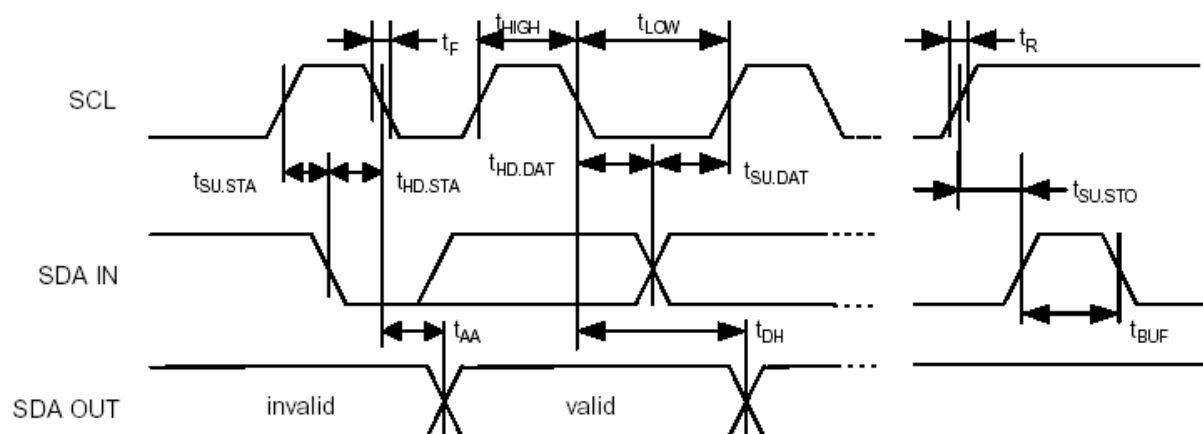 tF
tHIGH
tLOW
tR
SCL
tSU.STA
tHD.STA
tHD.DAT
tSU.DAT
tSU.STO
SDA IN
tAA
tDH
tBUF
SDA OUT
invalid
valid